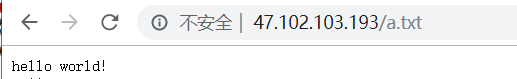 不安全 | 47.102.103.193/a.txt
hello world!